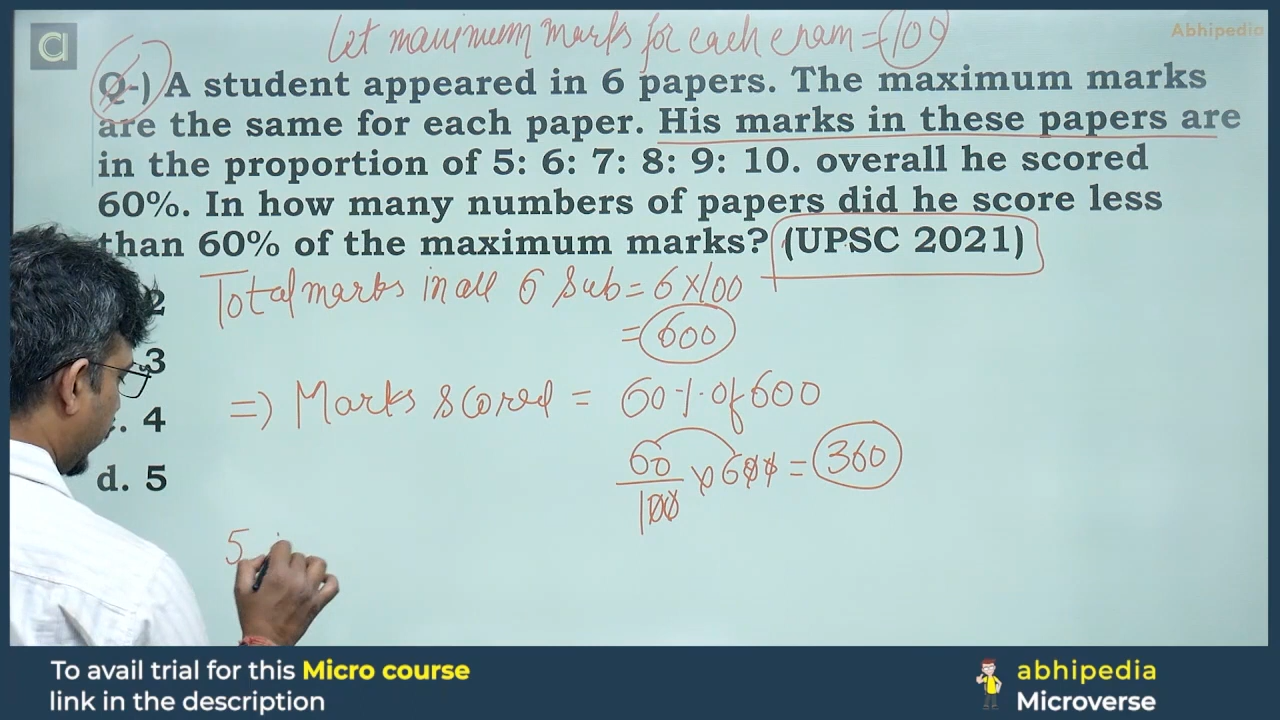 Let maximum marks for each exam = 100
Abhipedia
Q-) A student appeared in 6 papers. The maximum marks
are the same for each paper. His marks in these papers are
in the proportion of 5: 6: 7: 8: 9: 10. overall he scored
60%. In how many numbers of papers did he score less
than 60% of the maximum marks? (UPSC 2021)
Total marks in all 6 Sub = 6 x 100
2
= 600
3
=) Marks scored = 60% of 600
. 4
60/100 x 600 = 360
d. 5
5
To avail trial for this Micro course
link in the description
abhipedia
Microverse